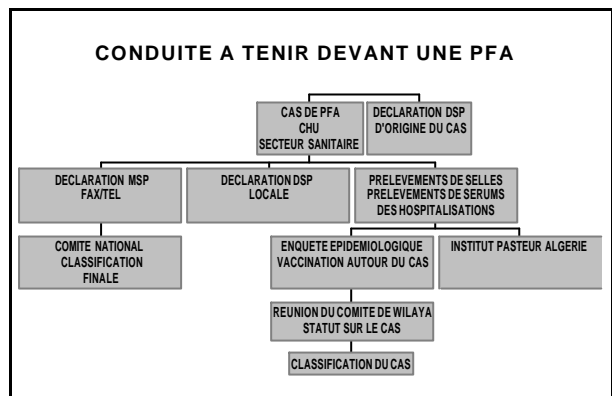 CONDUITE A TENIR DEVANT UNE PFA
CAS DE PFA
CHU
SECTEUR SANITAIRE
DECLARATION DSP
D'ORIGINE DU CAS
DECLARATION MSP
FAX/TEL
DECLARATION DSP
LOCALE
PRELEVEMENTS DE SELLES
PRELEVEMENTS DE SERUMS
DES HOSPITALISATIONS
COMITE NATIONAL
CLASSIFICATION
FINALE
ENQUETE EPIDEMIOLOGIQUE
VACCINATION AUTOUR DU CAS
INSTITUT PASTEUR ALGERIE
REUNION DU COMITE DE WILAYA
STATUT SUR LE CAS
CLASSIFICATION DU CAS